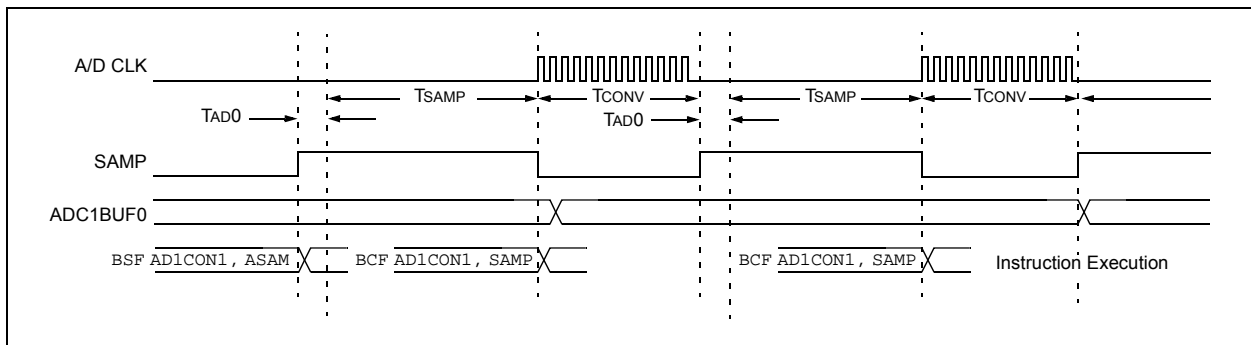 A/D CLK
TSAMP TCONV TSAMP TCONV
TAD0 TAD0
SAMP
ADC1BUF0
BSF AD1CON1, ASAM BCF AD1CON1, SAMP BCF AD1CON1, SAMP Instruction Execution